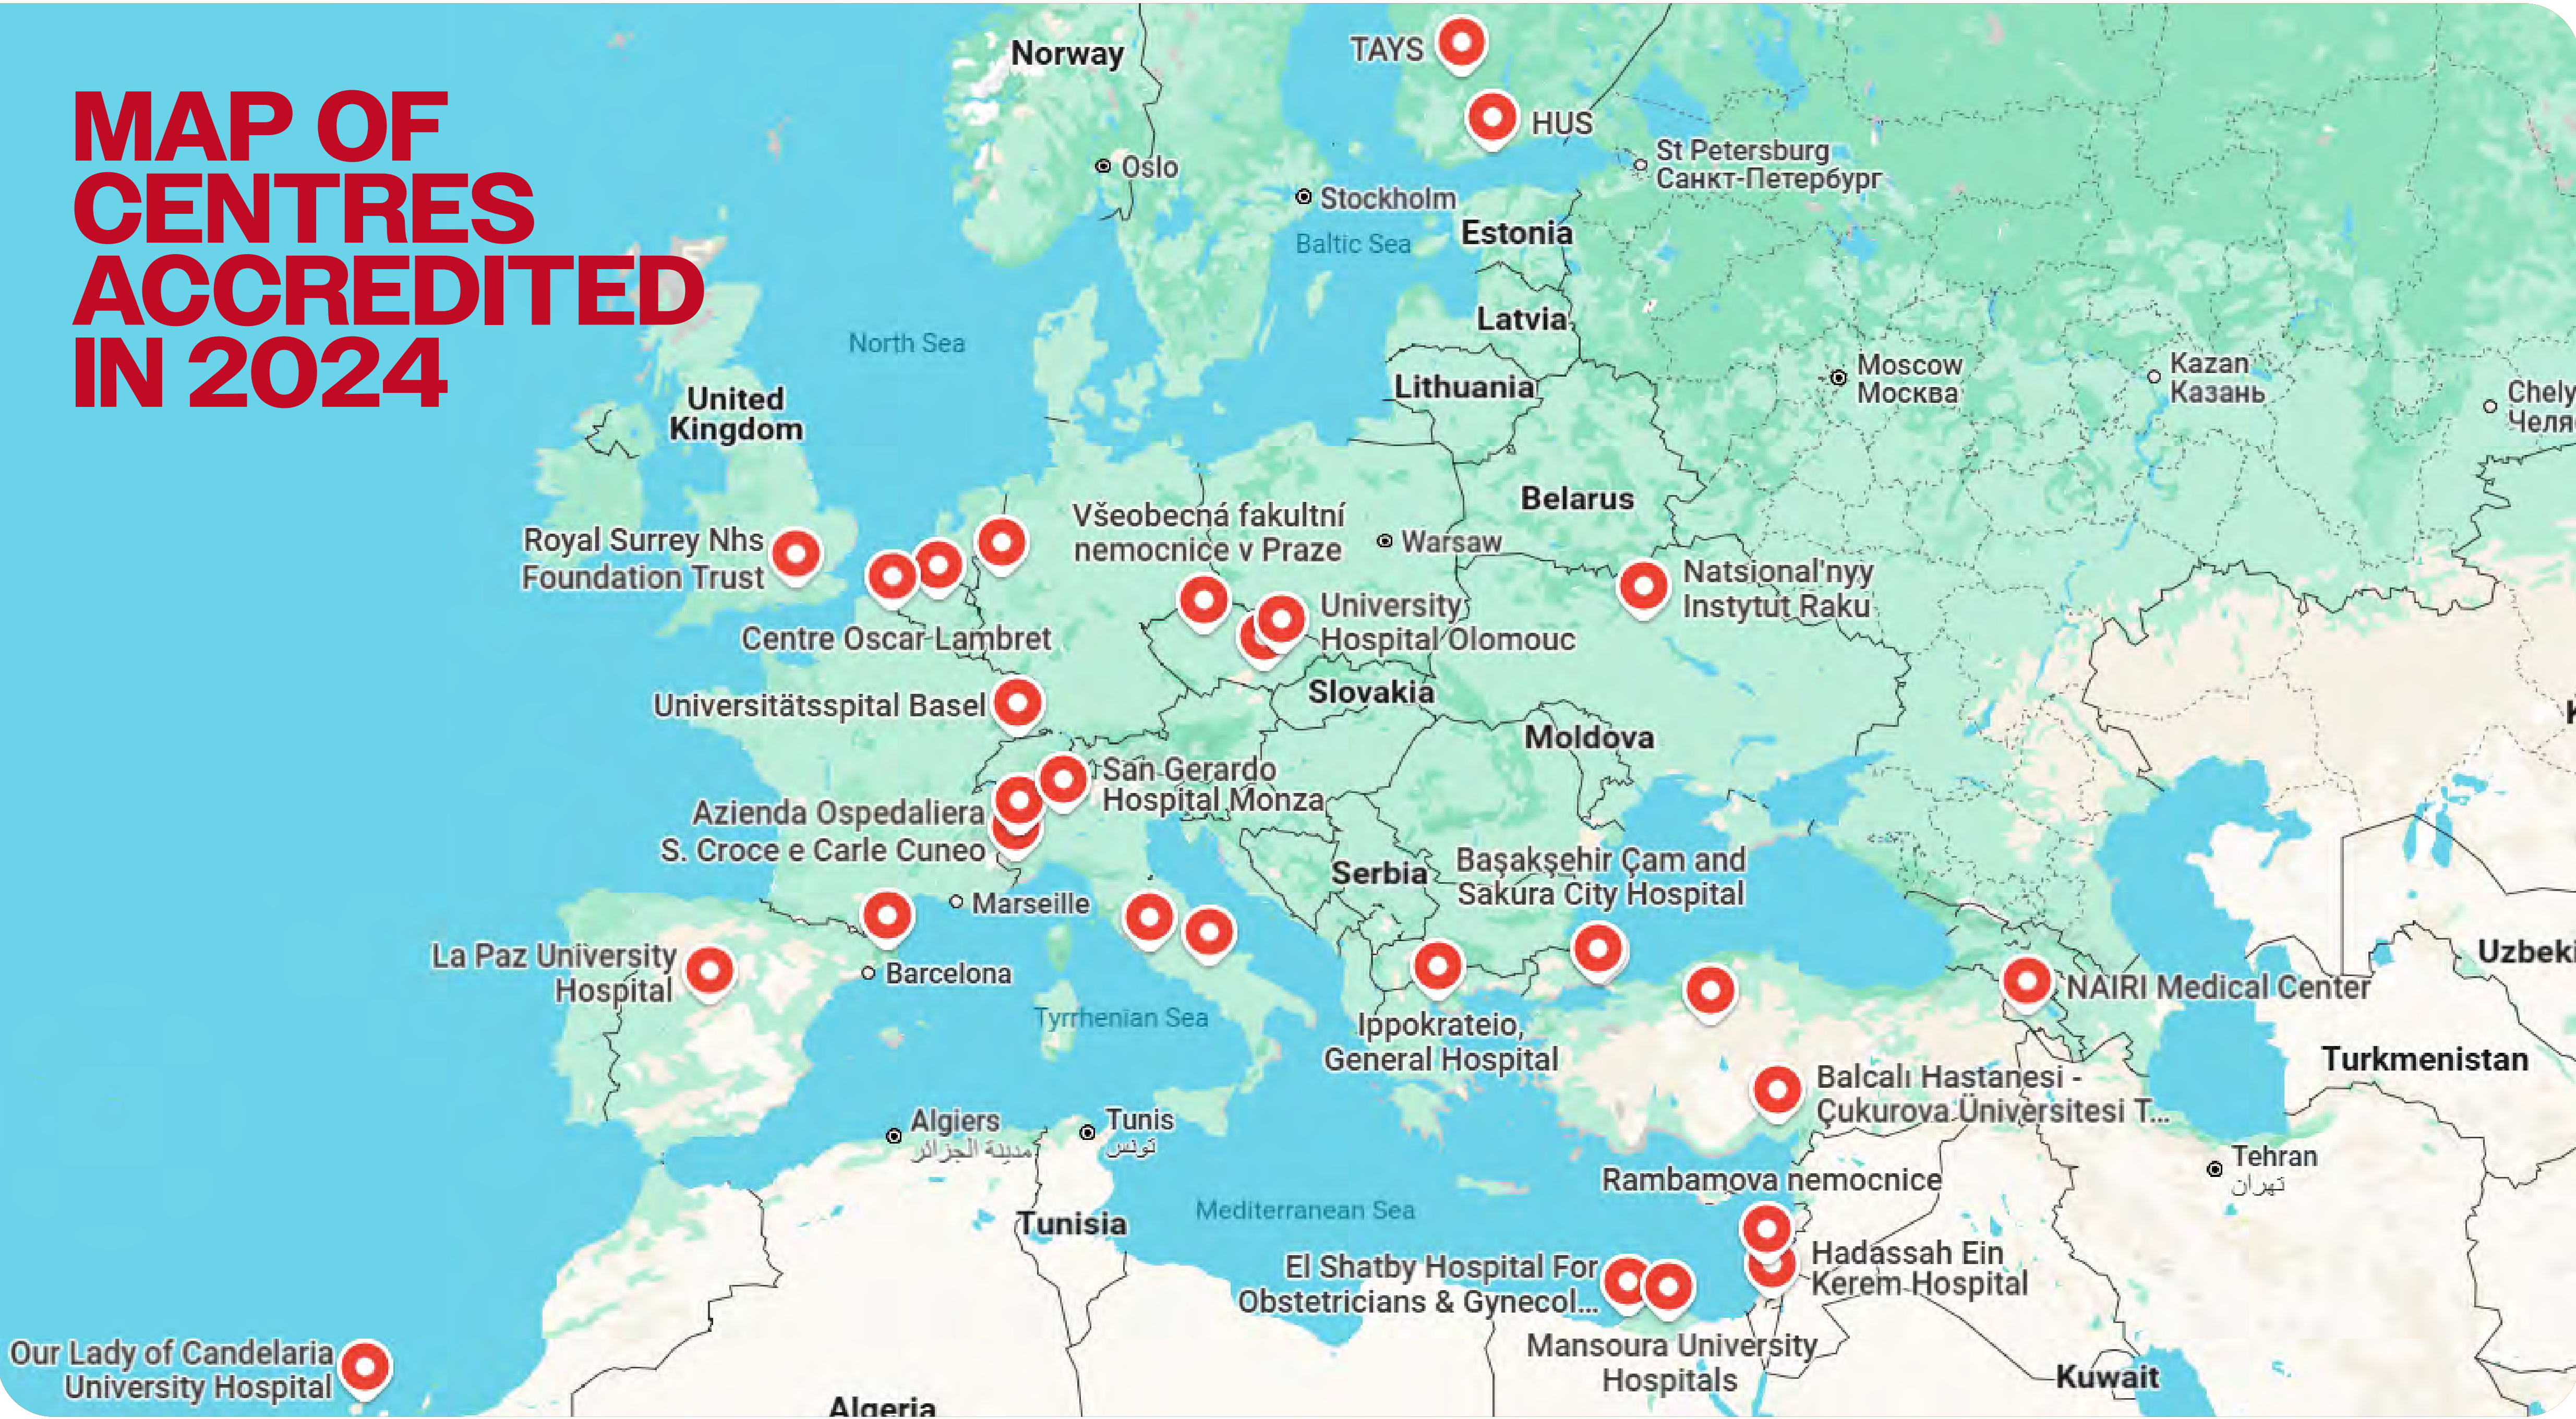 MAP OF
CENTRES
ACCREDITED
IN 2024
Norway
TAYS
HUS
Oslo
St Petersburg
Санкт-Петербург
Stockholm
Estonia
Baltic Sea
Latvia
North Sea
Moscow
Москва
Kazan
Казань
Chely
Челя
Lithuania
United
Kingdom
Belarus
Všeobecná fakultní
nemocnice v Praze
Warsaw
Royal Surrey Nhs
Foundation Trust
Natsional'nyy
Instytut Raku
University
Hospital Olomouc
Centre Oscar Lambret
Slovakia
Universitätsspital Basel
K
Moldova
San Gerardo
Hospital Monza
Azienda Ospedaliera
S. Croce e Carle Cuneo
Serbia
Başakşehir Çam and
Sakura City Hospital
Marseille
La Paz University
Hospital
Barcelona
Uzbeki
NAIRI Medical Center
Tyrrhenian Sea
Ippokrateio,
General Hospital
Turkmenistan
Balcalı Hastanesi -
Çukurova Üniversitesi T...
Algiers
مدينة الجزائر
Tunis
تونس
Tehran
تهران
Rambamova nemocnice
Mediterranean Sea
Tunisia
Hadassah Ein
Kerem Hospital
El Shatby Hospital For
Obstetricians & Gynecol...
Mansoura University
Hospitals
Our Lady of Candelaria
University Hospital
Kuwait
Algeria